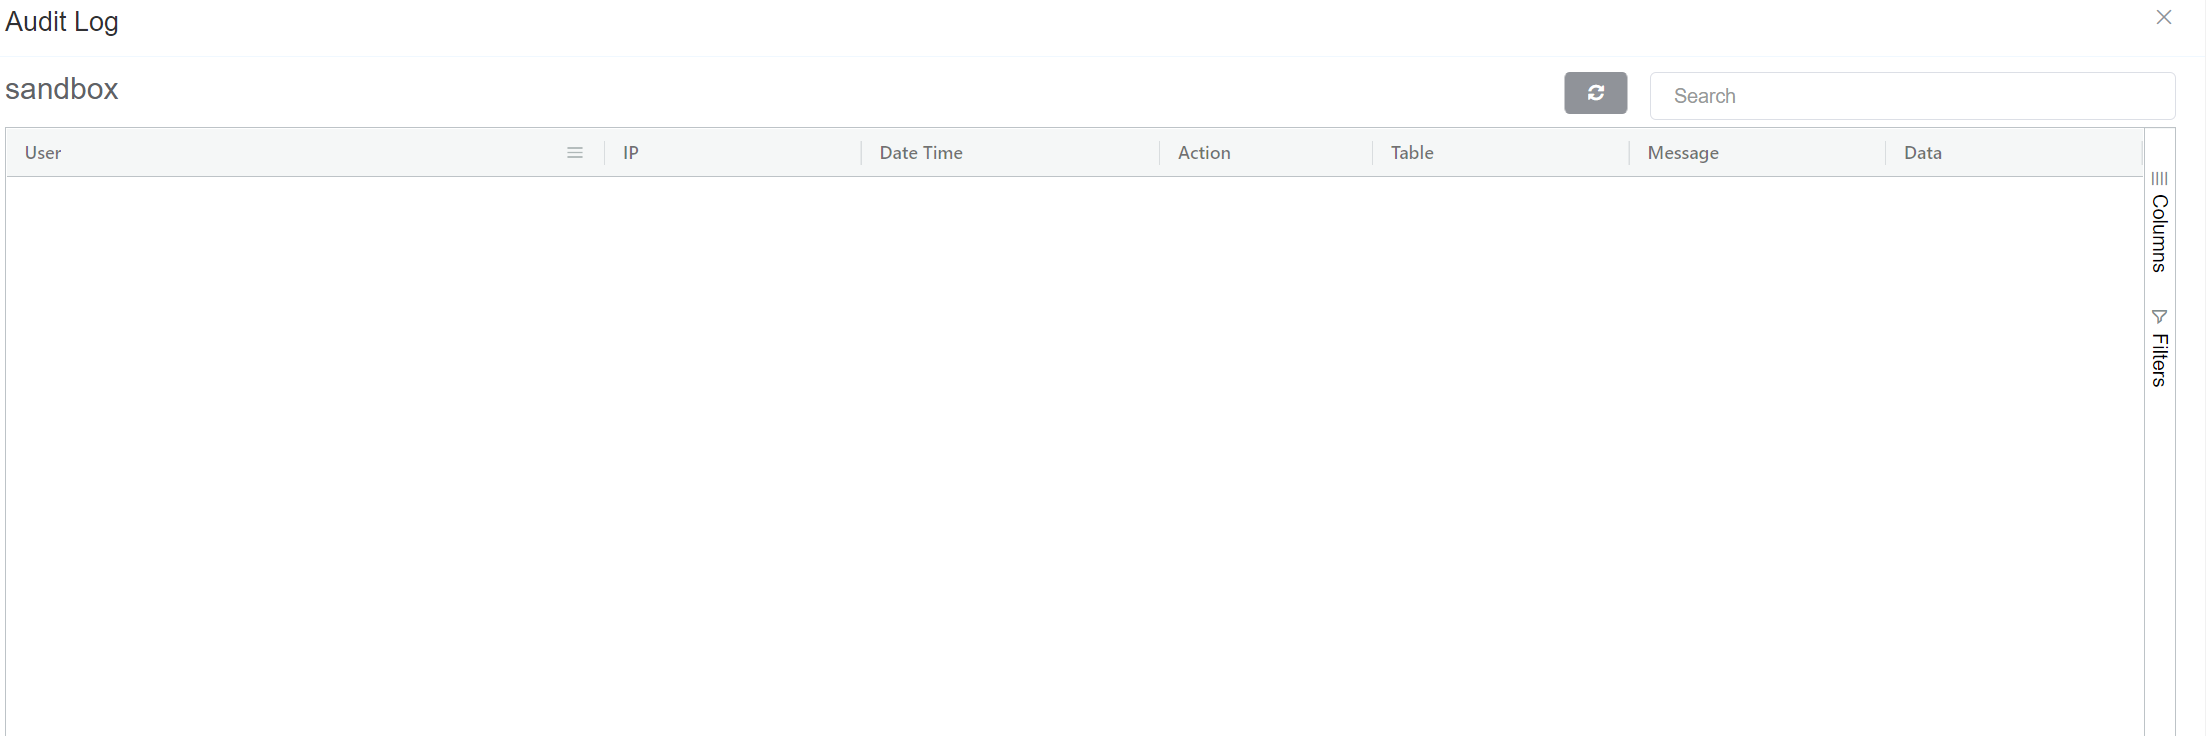 Audit Log
sandbox
Search
User IP Date Time Action Table Message Data
Columns
Filters